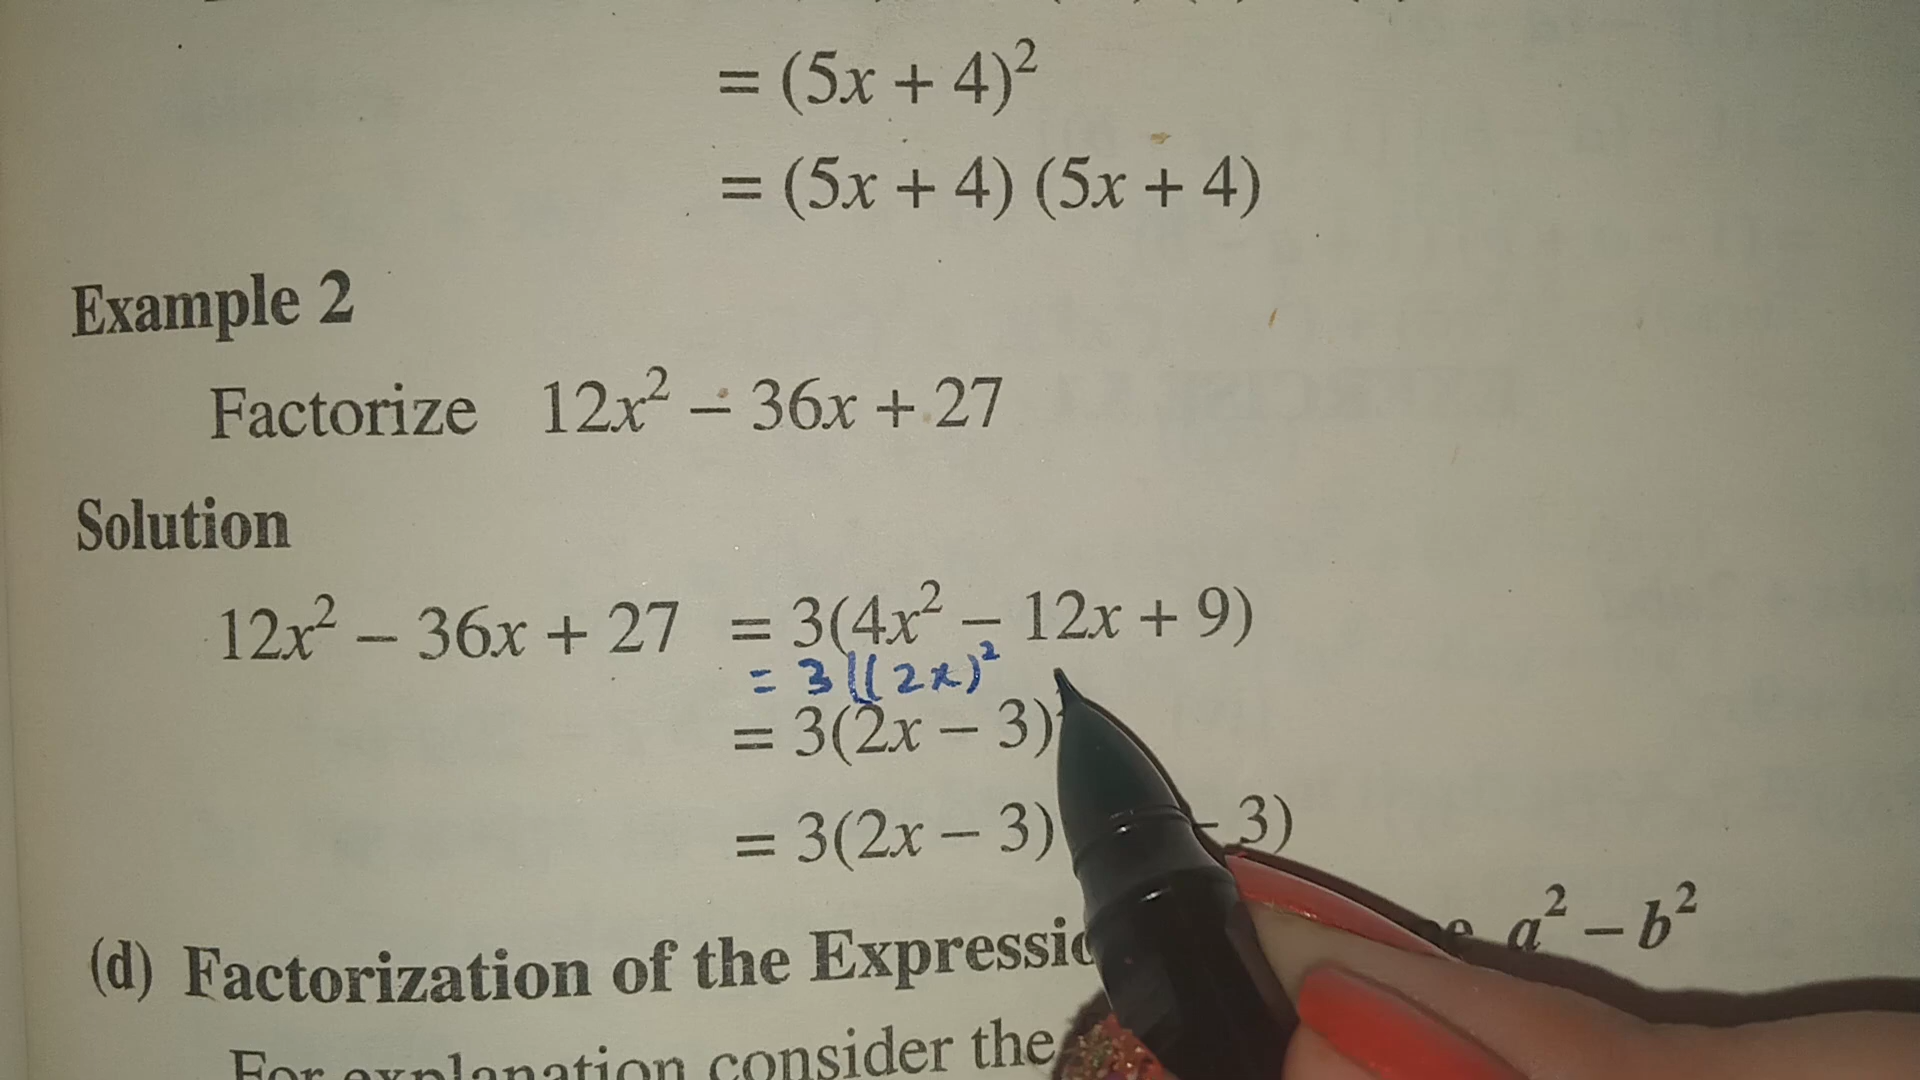 = (5x + 4)²
= (5x + 4) (5x + 4)
Example 2
Factorize 12x² – 36x + 27
Solution
12x² – 36x + 27 = 3(4x² – 12x + 9)
= 3((2x)²
= 3(2x – 3)
= 3(2x – 3) – 3)
(d) Factorization of the a² – b²
For explanation consider the